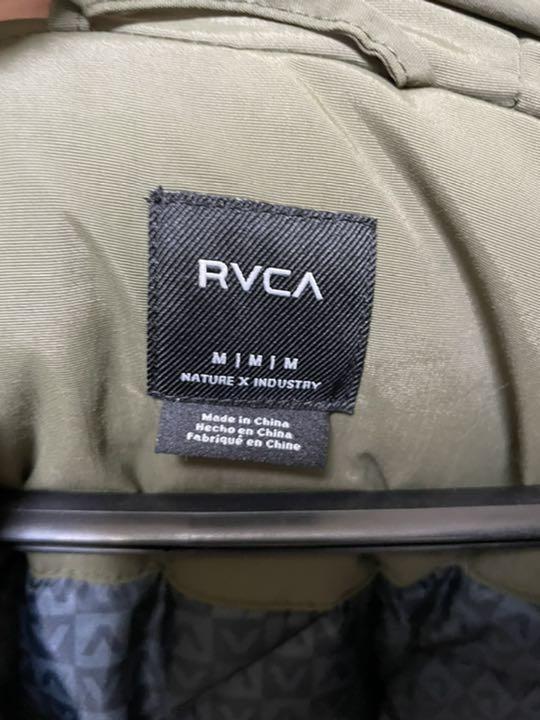 RVCA
M | M | M
NATURE X INDUSTRY
Made in China
Hecho en China
Fabriqué en Chine